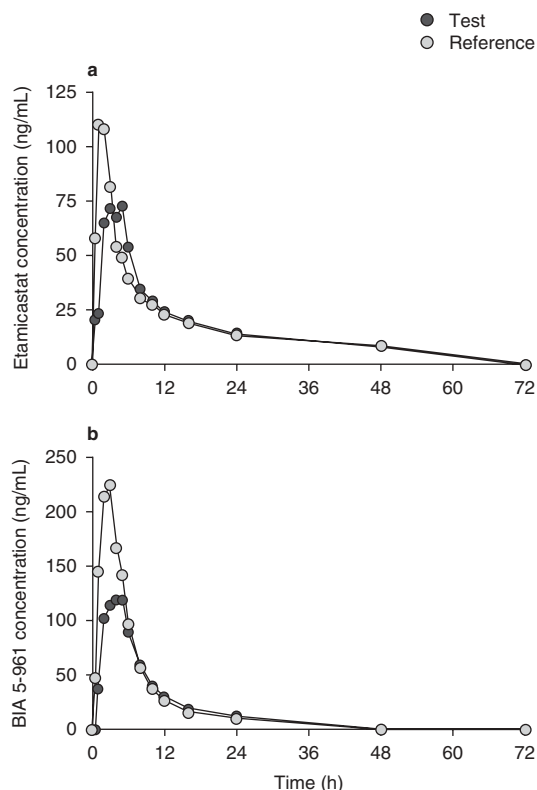 Test
Reference
a
125
100
75
50
25
0
Etamicastat concentration (ng/mL)
0 12 24 36 48 60 72
b
250
200
150
100
50
0
BIA 5-961 concentration (ng/mL)
0 12 24 36 48 60 72
Time (h)